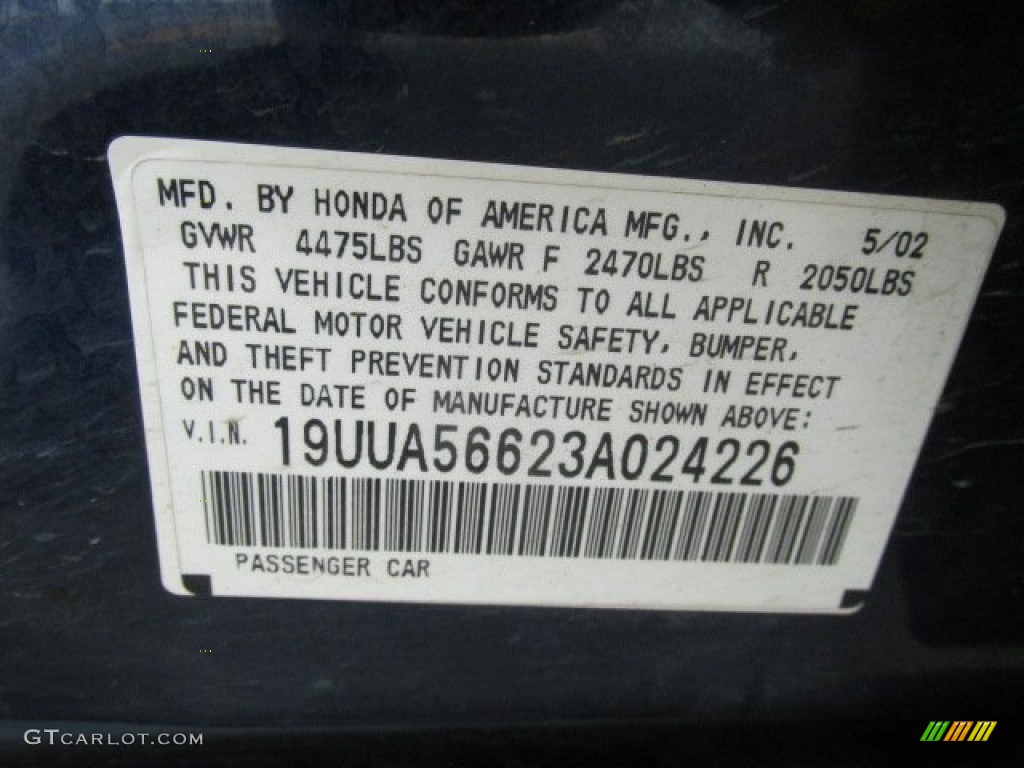 MFD. BY HONDA OF AMERICA MFG., INC. 5/02
GVWR 4475LBS GAWR F 2470LBS R 2050LBS
THIS VEHICLE CONFORMS TO ALL APPLICABLE
FEDERAL MOTOR VEHICLE SAFETY, BUMPER,
AND THEFT PREVENTION STANDARDS IN EFFECT
ON THE DATE OF MANUFACTURE SHOWN ABOVE:
V.I.N. 19UUA56623A024226
PASSENGER CAR
GTCARLOT.COM